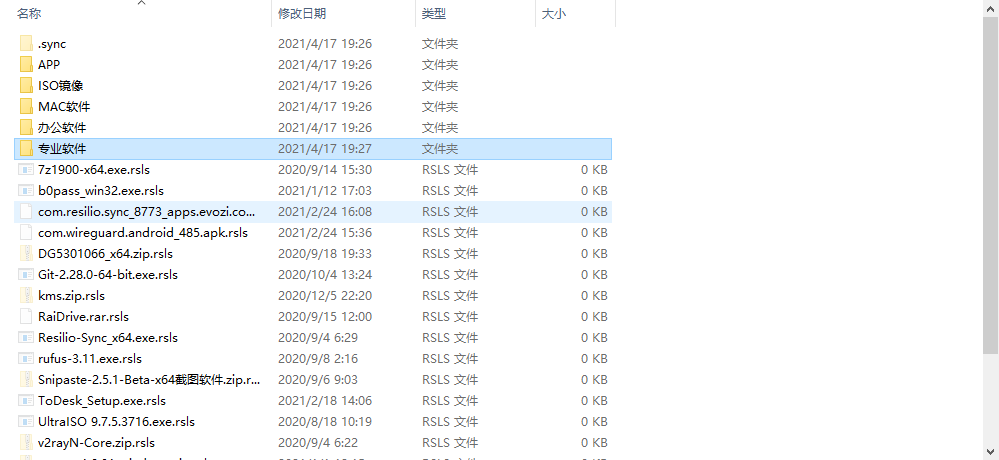 名称 修改日期 类型 大小
.sync 2021/4/17 19:26 文件夹
APP 2021/4/17 19:26 文件夹
ISO镜像 2021/4/17 19:26 文件夹
MAC软件 2021/4/17 19:26 文件夹
办公软件 2021/4/17 19:26 文件夹
专业软件 2021/4/17 19:27 文件夹
7z1900-x64.exe.rsls 2020/9/14 15:30 RSLS 文件 0 KB
b0pass_win32.exe.rsls 2021/1/12 17:03 RSLS 文件 0 KB
com.resilio.sync_8773_apps.evozi.co... 2021/2/24 16:08 RSLS 文件 0 KB
com.wireguard.android_485.apk.rsls 2021/2/24 15:36 RSLS 文件 0 KB
DG5301066_x64.zip.rsls 2020/9/18 19:33 RSLS 文件 0 KB
Git-2.28.0-64-bit.exe.rsls 2020/10/4 13:24 RSLS 文件 0 KB
kms.zip.rsls 2020/12/5 22:20 RSLS 文件 0 KB
RaiDrive.rar.rsls 2020/9/15 12:00 RSLS 文件 0 KB
Resilio-Sync_x64.exe.rsls 2020/9/4 6:29 RSLS 文件 0 KB
rufus-3.11.exe.rsls 2020/9/8 2:16 RSLS 文件 0 KB
Snipaste-2.5.1-Beta-x64截图软件.zip.r... 2020/9/6 9:03 RSLS 文件 0 KB
ToDesk_Setup.exe.rsls 2021/2/18 14:06 RSLS 文件 0 KB
UltraISO 9.7.5.3716.exe.rsls 2020/8/18 10:19 RSLS 文件 0 KB
v2rayN-Core.zip.rsls 2020/9/4 6:22 RSLS 文件 0 KB